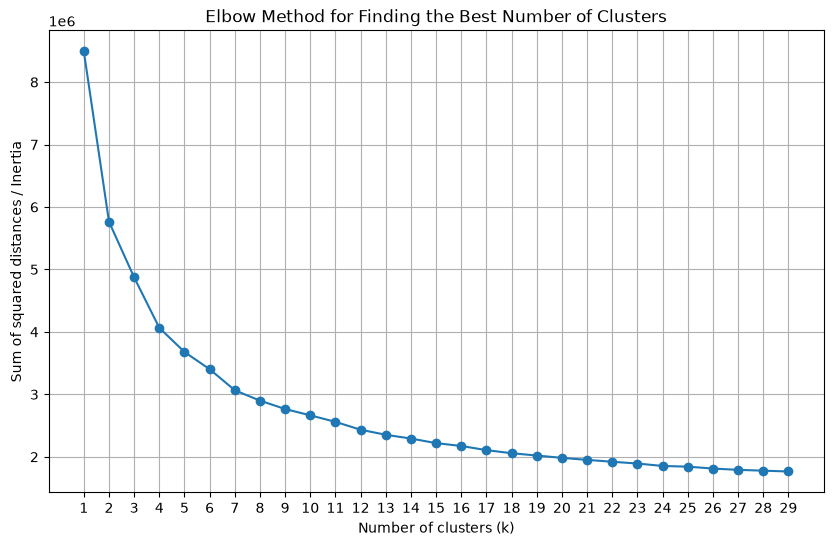 Elbow Method for Finding the Best Number of Clusters
1e6
8
7
6
5
4
3
2
Sum of squared distances / Inertia
1 2 3 4 5 6 7 8 9 10 11 12 13 14 15 16 17 18 19 20 21 22 23 24 25 26 27 28 29
Number of clusters (k)